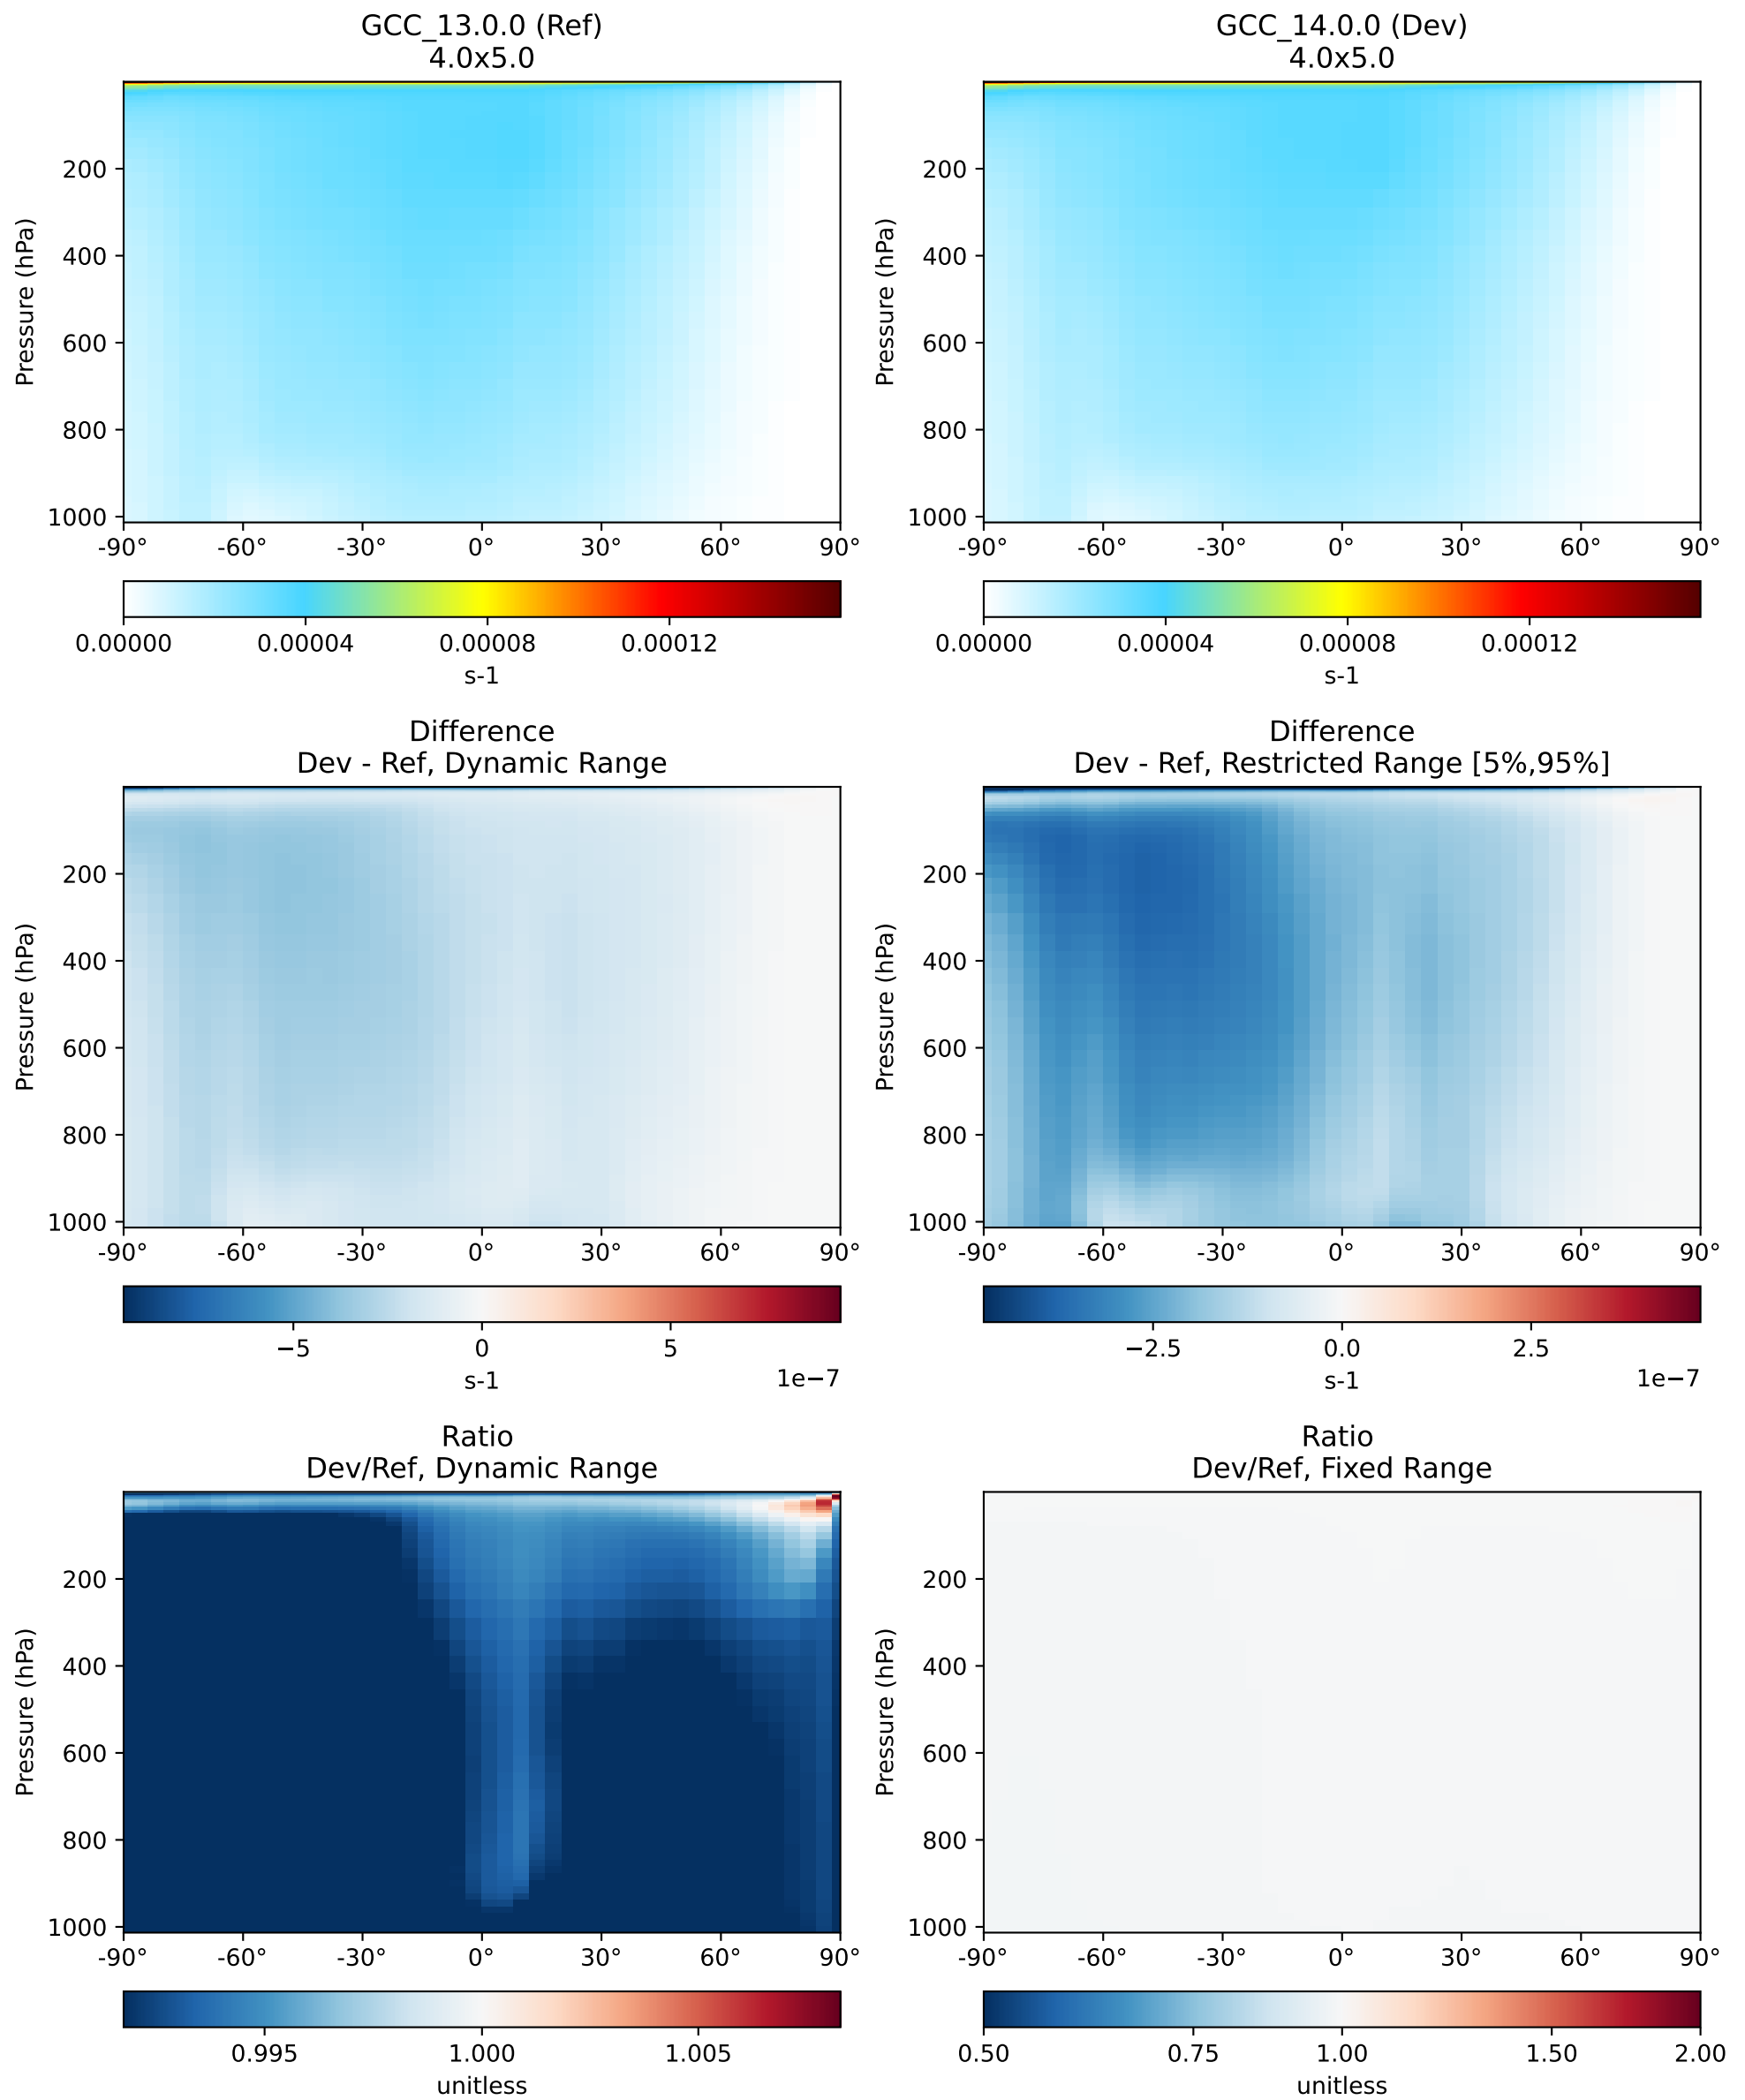 GCC_13.0.0 (Ref)
4.0x5.0
Pressure (hPa)
200
400
600
800
1000
-90° -60° -30° 0° 30° 60° 90°
0.00000 0.00004 0.00008 0.00012
s-1
GCC_14.0.0 (Dev)
4.0x5.0
Pressure (hPa)
200
400
600
800
1000
-90° -60° -30° 0° 30° 60° 90°
0.00000 0.00004 0.00008 0.00012
s-1
Difference
Dev - Ref, Dynamic Range
Pressure (hPa)
200
400
600
800
1000
-90° -60° -30° 0° 30° 60° 90°
−5 0 5
s-1 1e−7
Difference
Dev - Ref, Restricted Range [5%,95%]
Pressure (hPa)
200
400
600
800
1000
-90° -60° -30° 0° 30° 60° 90°
−2.5 0.0 2.5
s-1 1e−7
Ratio
Dev/Ref, Dynamic Range
Pressure (hPa)
200
400
600
800
1000
-90° -60° -30° 0° 30° 60° 90°
0.995 1.000 1.005
unitless
Ratio
Dev/Ref, Fixed Range
Pressure (hPa)
200
400
600
800
1000
-90° -60° -30° 0° 30° 60° 90°
0.50 0.75 1.00 1.50 2.00
unitless